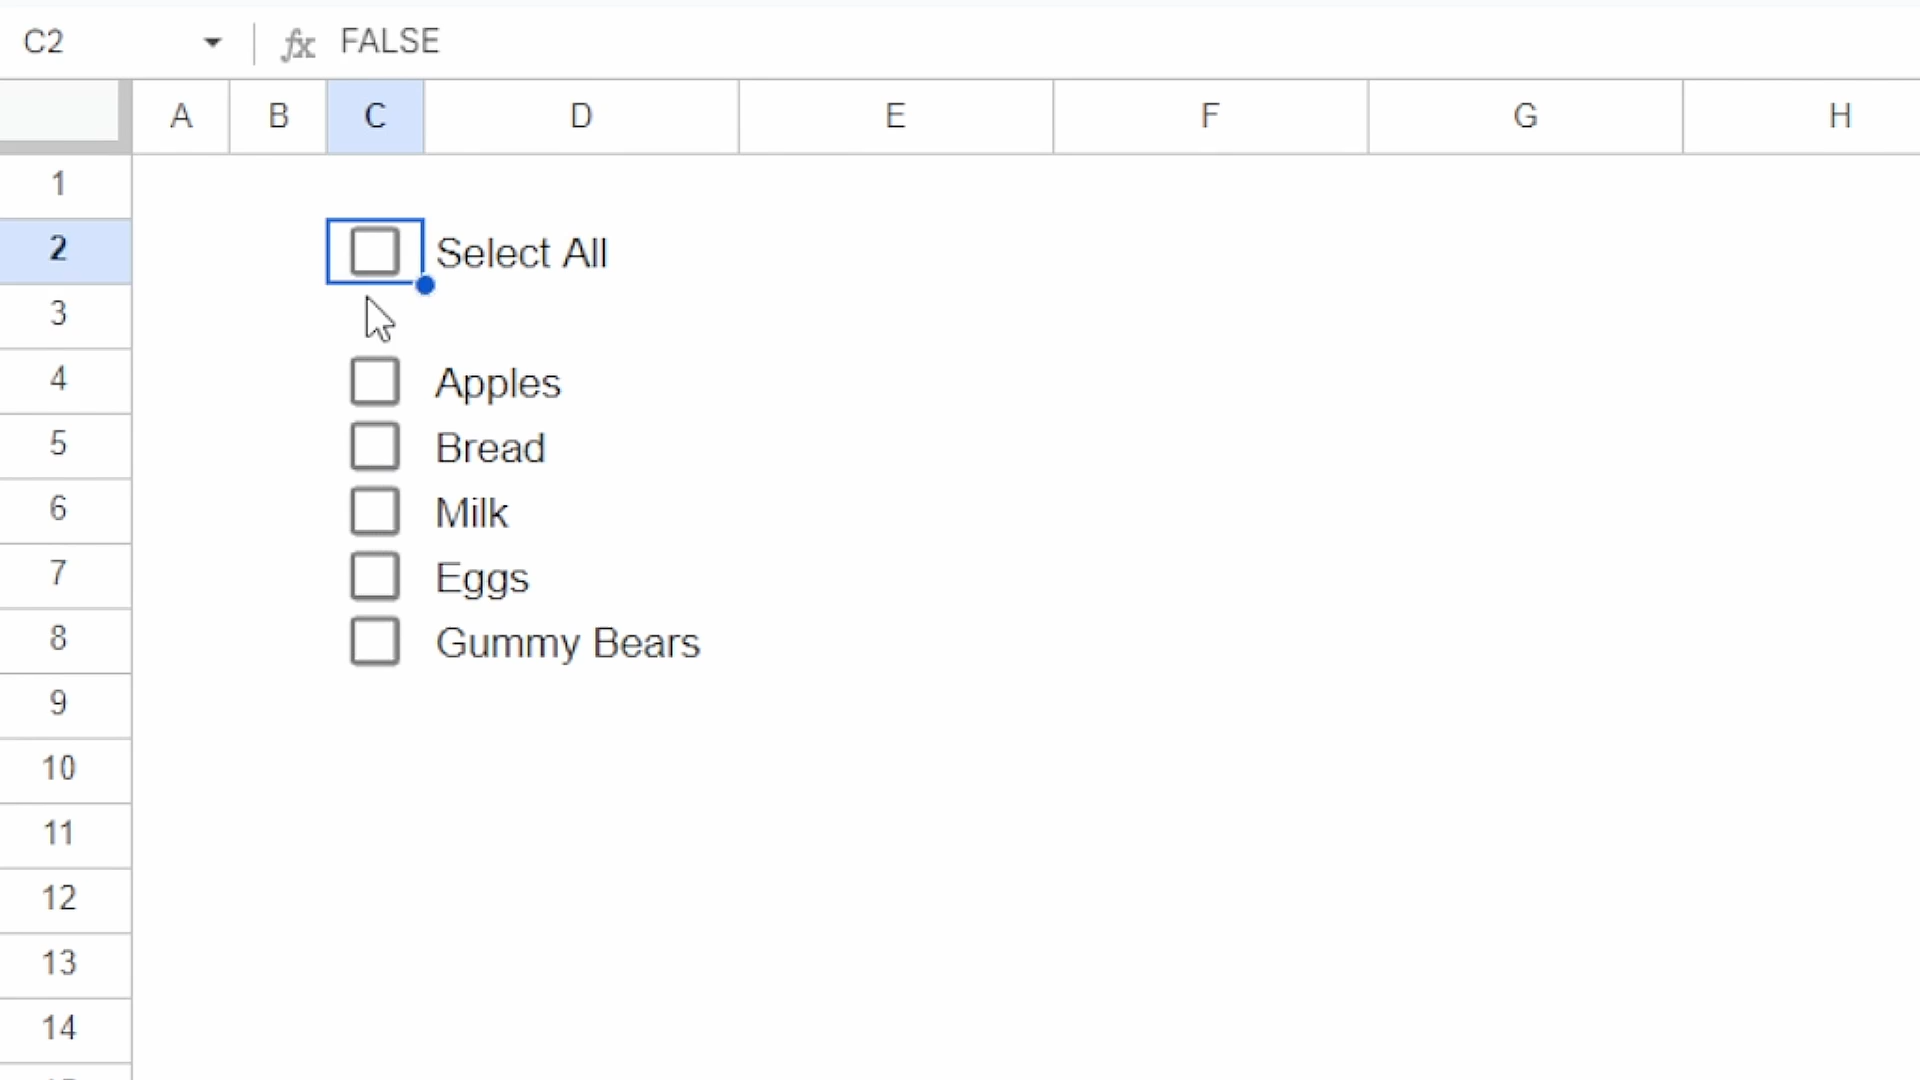 C2 fx FALSE
A B C D E F G H
1
2 Select All
3
4 Apples
5 Bread
6 Milk
7 Eggs
8 Gummy Bears
9
10
11
12
13
14